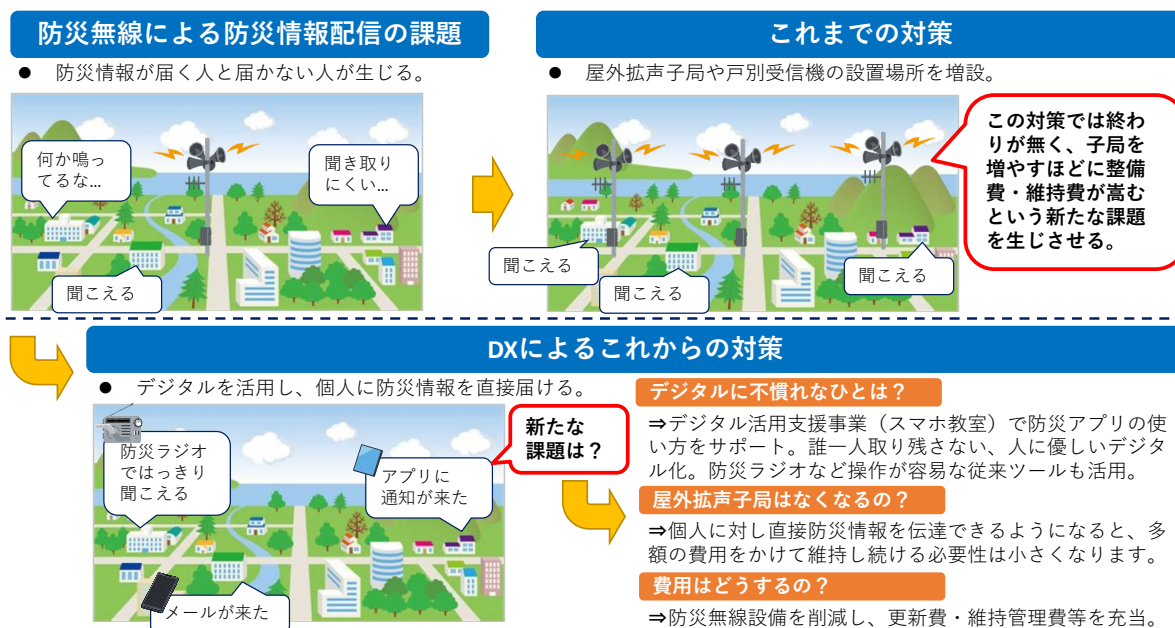 防災無線による防災情報配信の課題
● 防災情報が届く人と届かない人が生じる。
何か鳴っ
てるな…
聞き取り
にくい…
聞こえる
これまでの対策
● 屋外拡声子局や戸別受信機の設置場所を増設。
聞こえる
聞こえる
聞こえる
この対策では終わ
りが無く、子局を
増やすほどに整備
費・維持費が嵩む
という新たな課題
を生じさせる。
DXによるこれからの対策
● デジタルを活用し、個人に防災情報を直接届ける。
防災ラジオ
ではっきり
聞こえる
アプリに
通知が来た
メールが来た
新たな
課題は？
デジタルに不慣れなひとは？
⇒デジタル活用支援事業（スマホ教室）で防災アプリの使
い方をサポート。誰一人取り残さない、人に優しいデジタ
ル化。防災ラジオなど操作が容易な従来ツールも活用。
屋外拡声子局はなくなるの？
⇒個人に対し直接防災情報を伝達できるようになると、多
額の費用をかけて維持し続ける必要性は小さくなります。
費用はどうするの？
⇒防災無線設備を削減し、更新費・維持管理費等を充当。